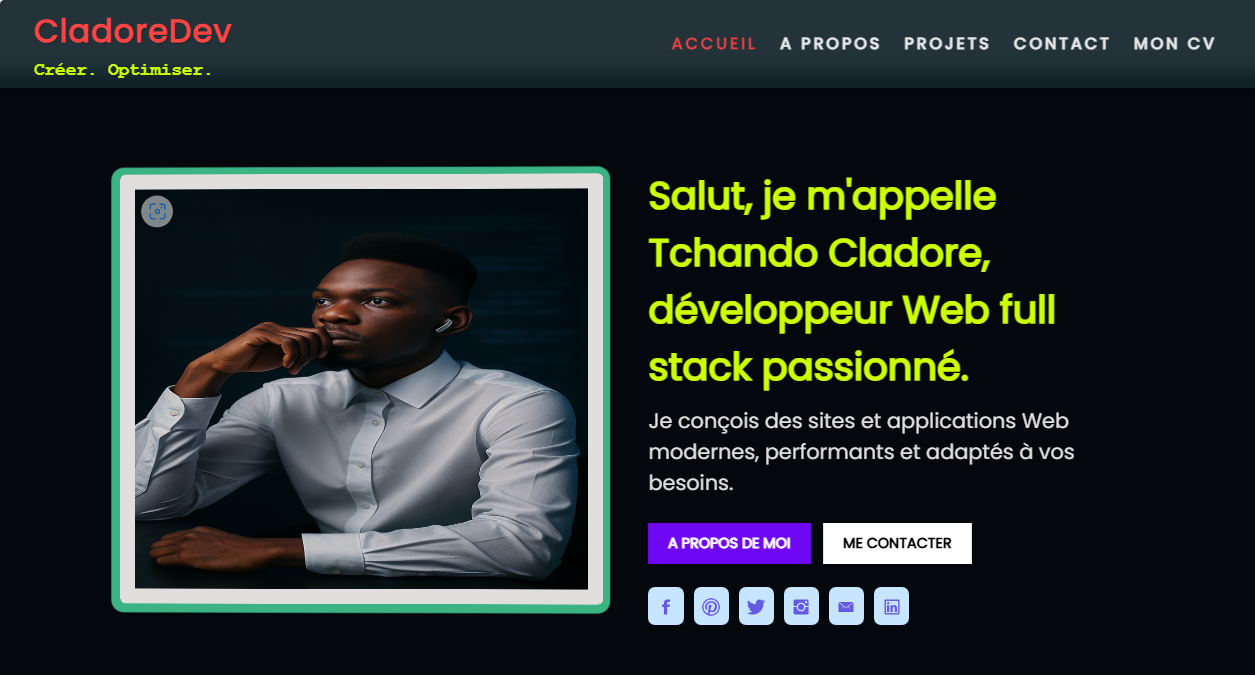 CladoreDev
Créer. Optimiser.
ACCUEIL A PROPOS PROJETS CONTACT MON CV
Salut, je m'appelle
Tchando Cladore,
développeur Web full
stack passionné.
Je conçois des sites et applications Web
modernes, performants et adaptés à vos
besoins.
A PROPOS DE MOI ME CONTACTER